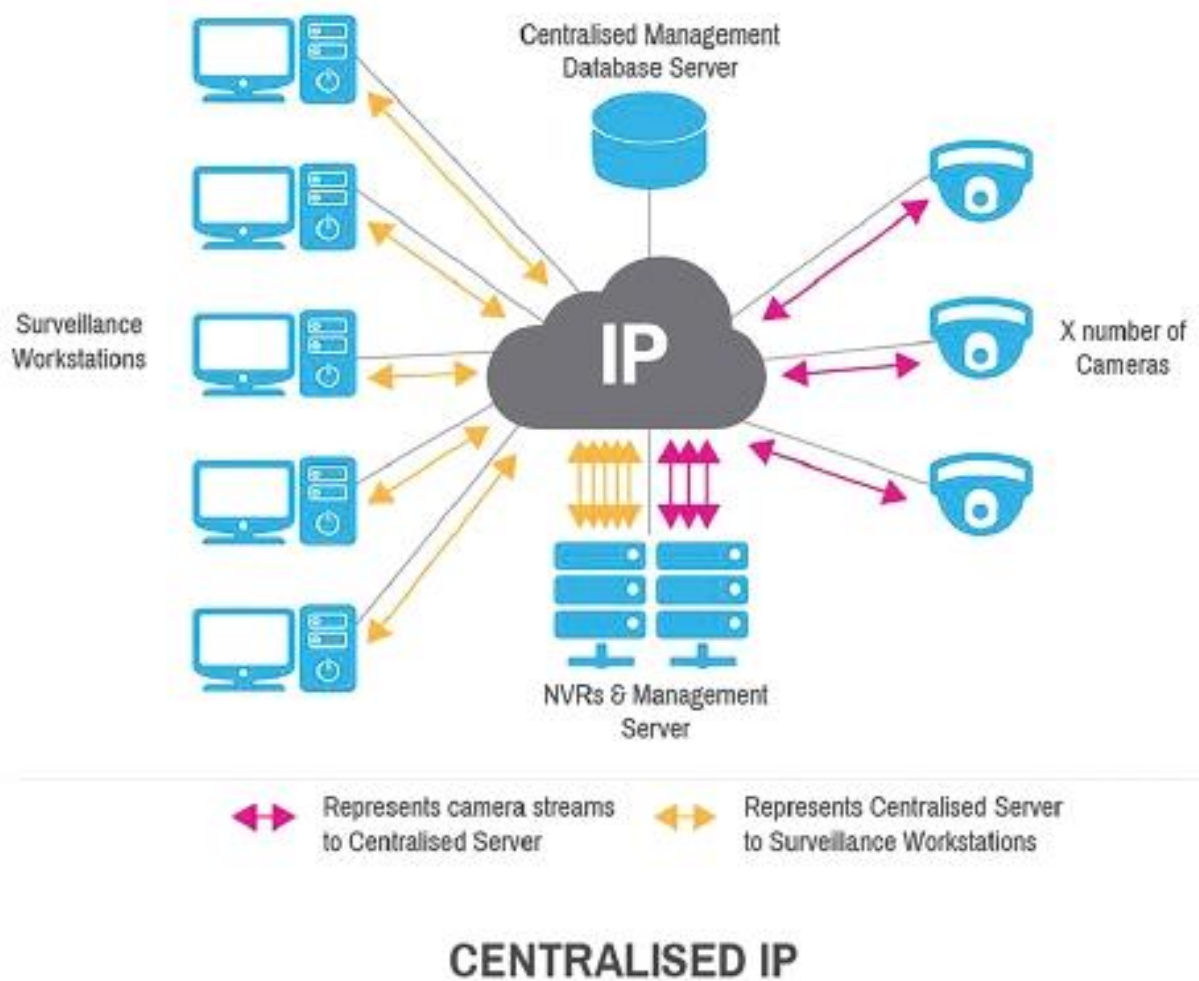 Centralised Management
Database Server
Surveillance
Workstations
IP
X number of
Cameras
NVRs & Management
Server
Represents camera streams
to Centralised Server
Represents Centralised Server
to Surveillance Workstations
CENTRALISED IP